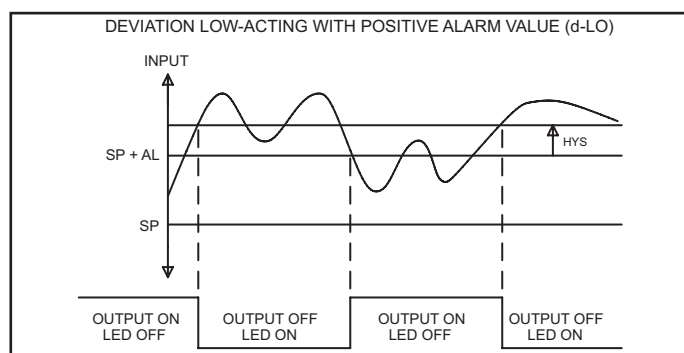 DEVIATION LOW-ACTING WITH POSITIVE ALARM VALUE (d-LO)
INPUT
HYS
SP + AL
SP
OUTPUT ON OUTPUT OFF OUTPUT ON OUTPUT OFF
LED OFF LED ON LED OFF LED ON